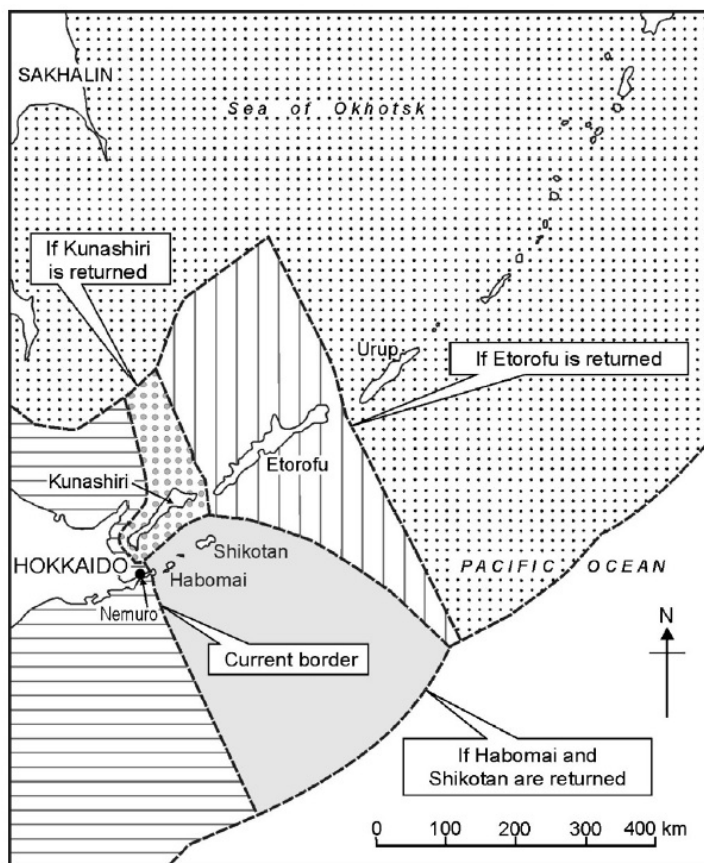 SAKHALIN
Sea of Okhotsk
If Kunashiri
is returned
Urup
If Etorofu is returned
Etorofu
Kunashiri
Shikotan
HOKKAIDO
Habomai
PACIFIC OCEAN
Nemuro
N
Current border
If Habomai and
Shikotan are returned
0 100 200 300 400 km